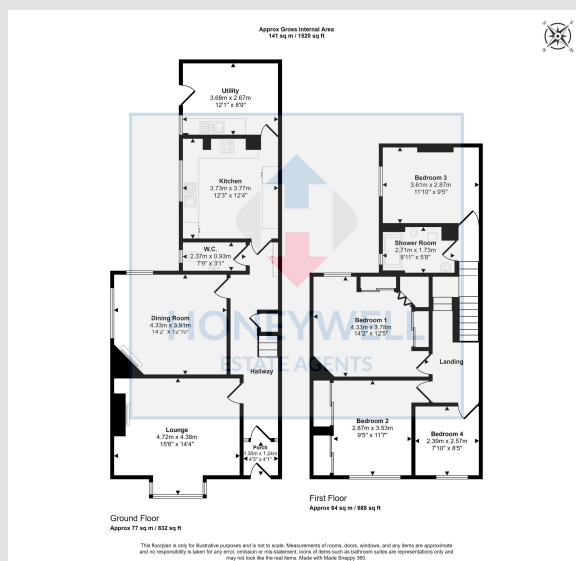 Approx Gross Internal Area
141 sq m / 1520 sq ft
Utility
3.68m x 2.67m
12'1" x 8'9"
Kitchen
3.73m x 3.77m
12'3" x 12'4"
W.C.
2.37m x 0.93m
7'9" x 3'1"
Dining Room
4.33m x 3.91m
14'2" x 12'10"
Hallway
Lounge
4.72m x 4.38m
15'6" x 14'4"
Porch
1.30m x 1.24m
4'3" x 4'1"
Ground Floor
Approx 77 sq m / 832 sq ft
Bedroom 3
3.61m x 2.87m
11'10" x 9'5"
Shower Room
2.71m x 1.73m
8'11" x 5'8"
Bedroom 1
4.33m x 3.78m
14'2" x 12'5"
Landing
Bedroom 2
2.87m x 3.53m
9'5" x 11'7"
Bedroom 4
2.39m x 2.57m
7'10" x 8'5"
First Floor
Approx 64 sq m / 688 sq ft
HONEYWELL
ESTATE AGENTS
This floorplan is only for illustrative purposes and is not to scale. Measurements of rooms, doors, windows, and any items are approximate
and no responsibility is taken for any error, omission or mis-statement. Icons of items such as bathroom suites are representations only and
may not look like the real items. Made with Made Snappy 360.